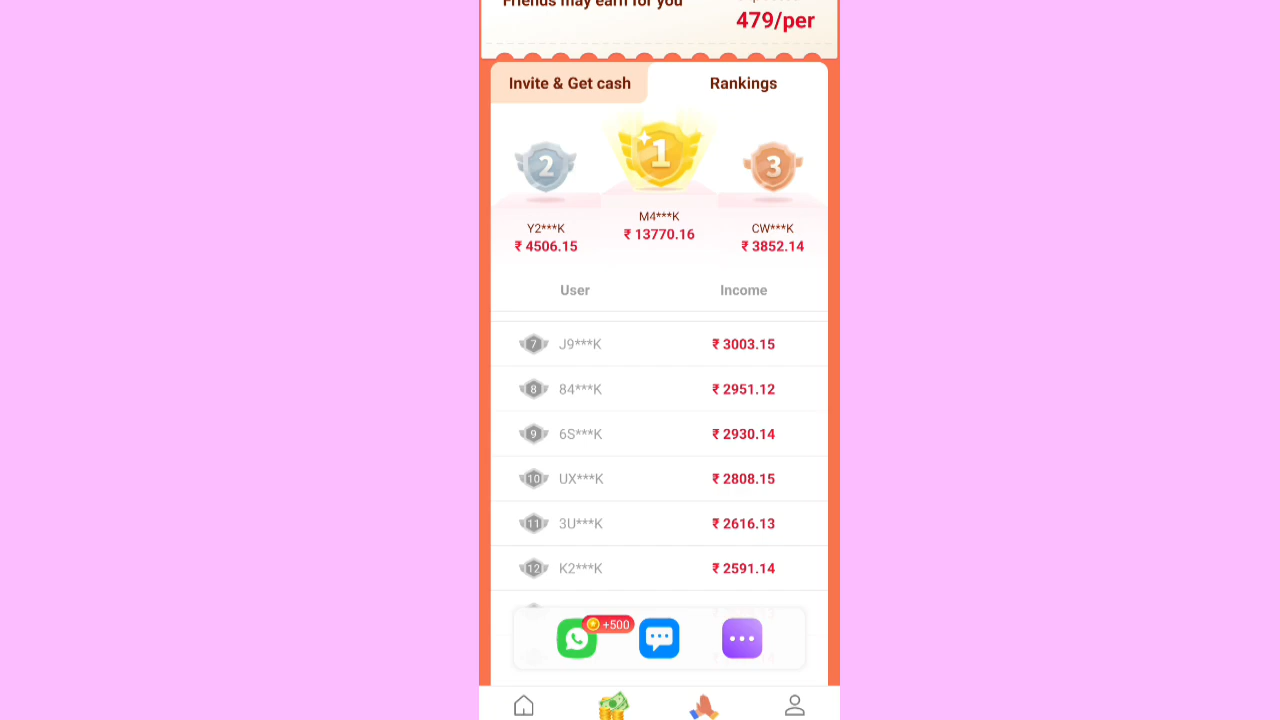 Friends may earn for you
479/per
Invite & Get cash
Rankings
2
1
3
Y2***K
₹ 4506.15
M4***K
₹ 13770.16
CW***K
₹ 3852.14
User Income
7 J9***K ₹ 3003.15
8 84***K ₹ 2951.12
9 6S***K ₹ 2930.14
10 UX***K ₹ 2808.15
11 3U***K ₹ 2616.13
12 K2***K ₹ 2591.14
+500